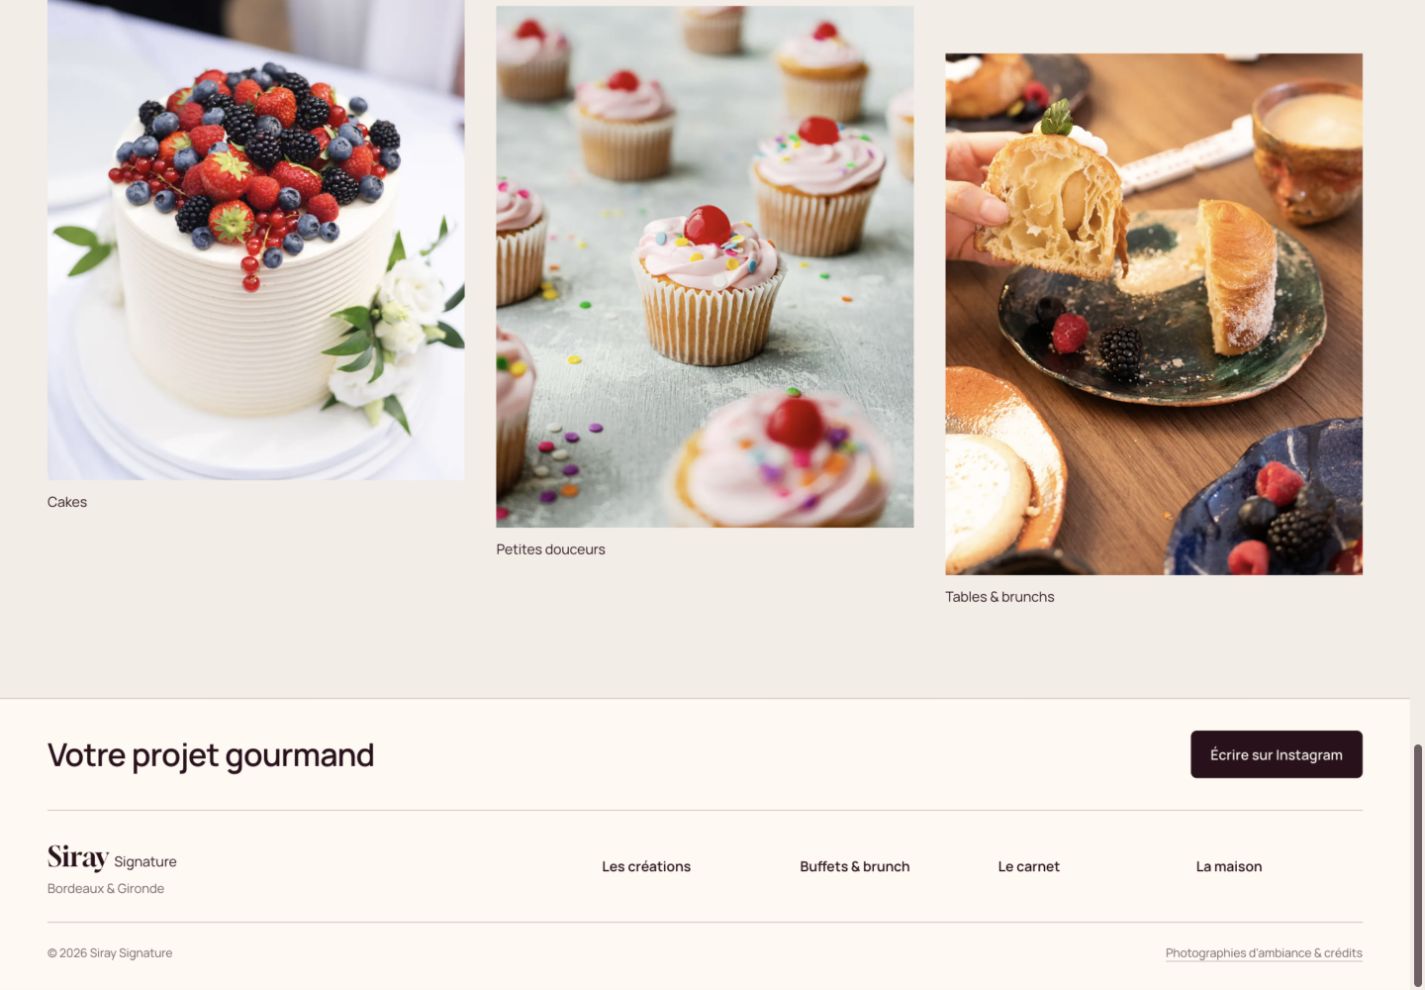 Cakes
Petites douceurs
Tables & brunchs
Votre projet gourmand
Écrire sur Instagram
Siray Signature
Bordeaux & Gironde
Les créations
Buffets & brunch
Le carnet
La maison
© 2026 Siray Signature
Photographies d'ambiance & crédits